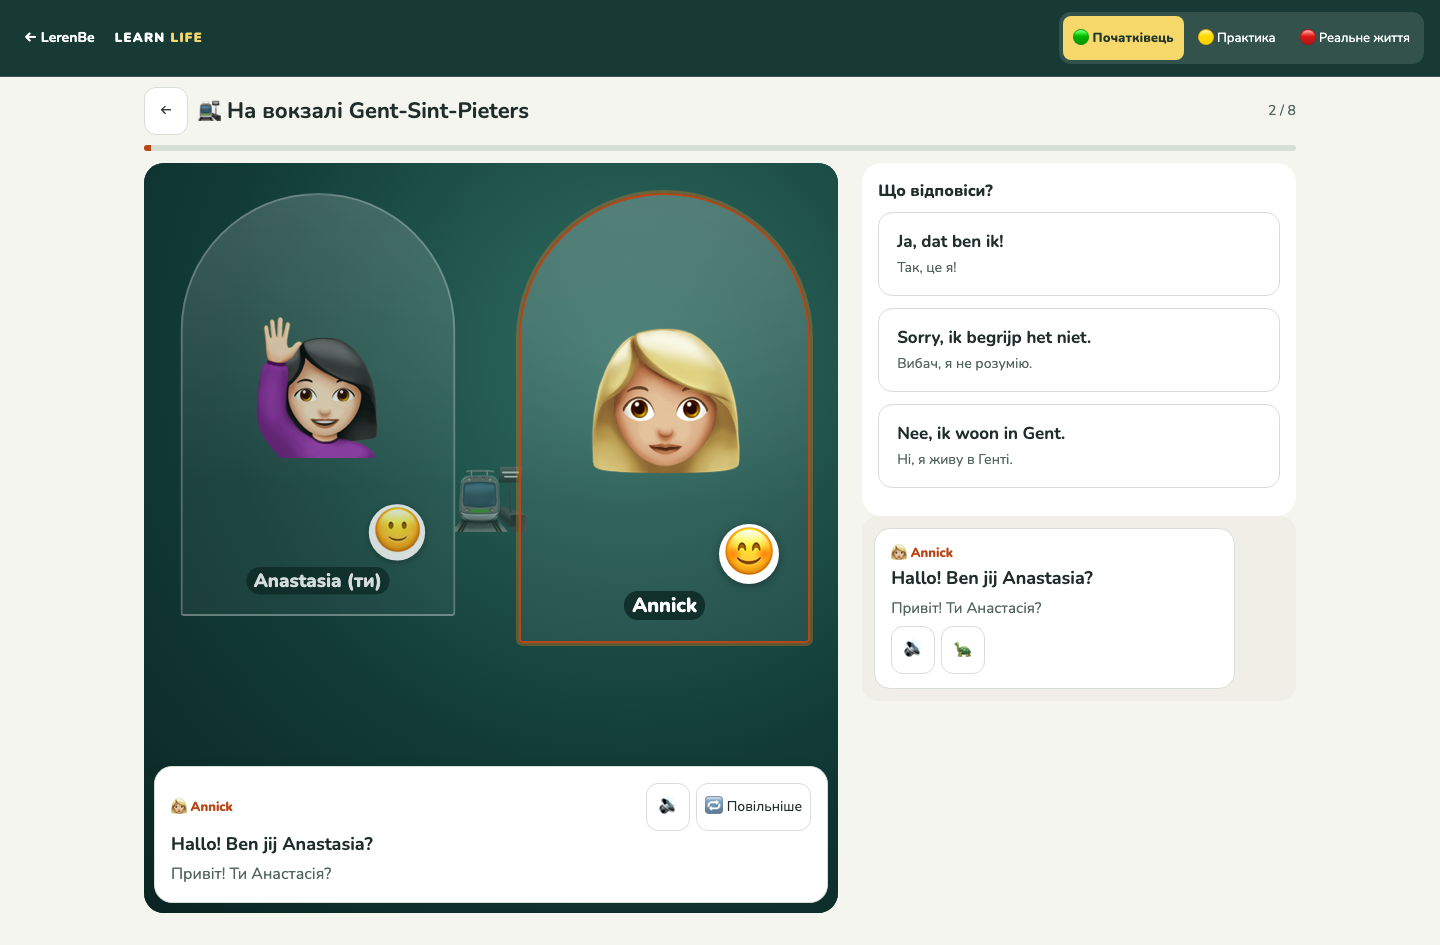 ← LerenBe
LEARN LIFE
Початківець
Практика
Реальне життя
←
На вокзалі Gent-Sint-Pieters
2 / 8
Anastasia (ти)
Annick
Annick
Повільніше
Hallo! Ben jij Anastasia?
Привіт! Ти Анастасія?
Що відповіси?
Ja, dat ben ik!
Так, це я!
Sorry, ik begrijp het niet.
Вибач, я не розумію.
Nee, ik woon in Gent.
Ні, я живу в Генті.
Annick
Hallo! Ben jij Anastasia?
Привіт! Ти Анастасія?